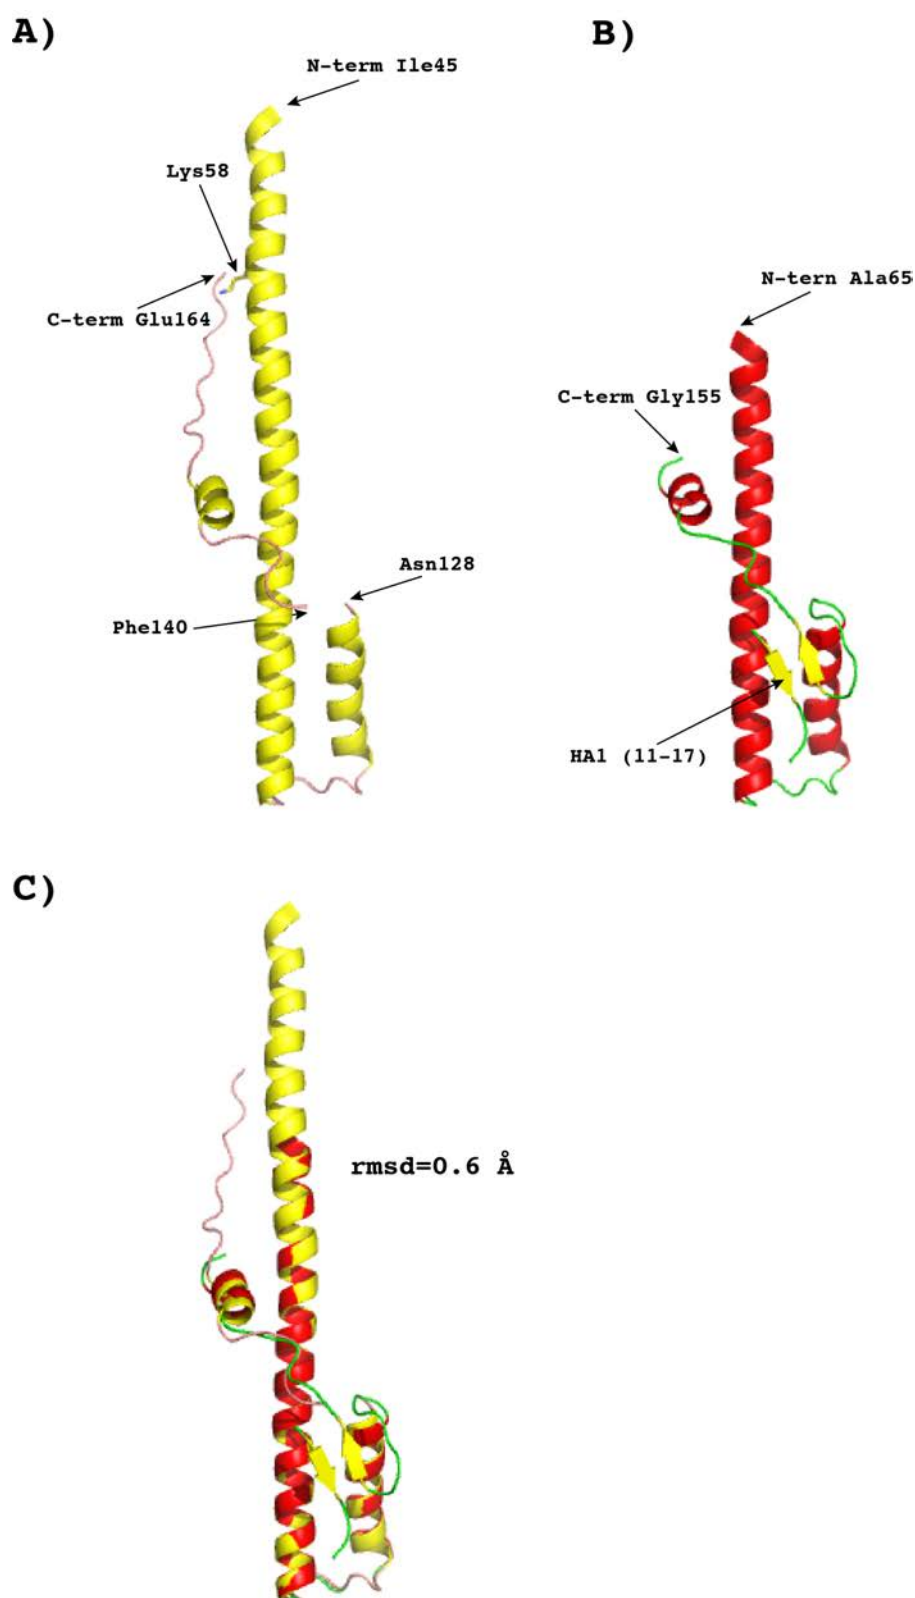 A)
N-term Ile45
Lys58
C-term Glu164
Phe140
Asn128
B)
N-tern Ala65
C-term Gly155
HA1 (11-17)
C)
rmsd=0.6 Å